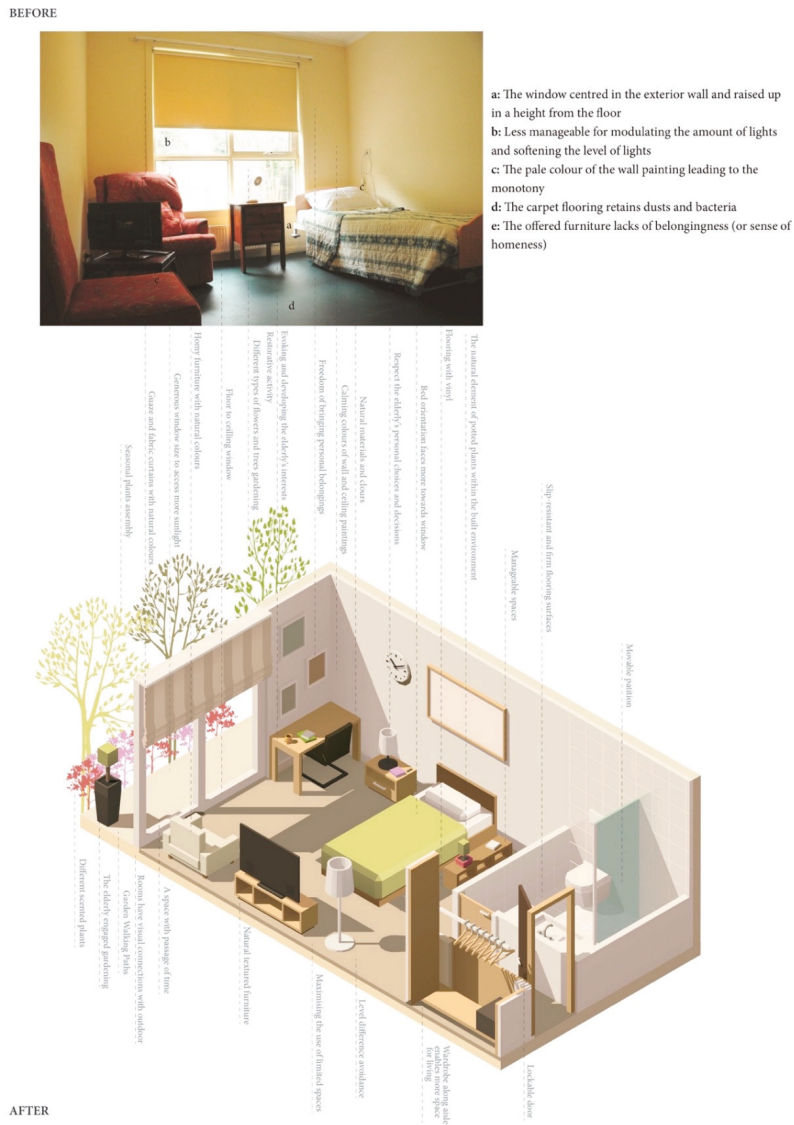 BEFORE
a: The window centred in the exterior wall and raised up
in a height from the floor
b: Less manageable for modulating the amount of lights
and softening the level of lights
c: The pale colour of the wall painting leading to the
monotony
d: The carpet flooring retains dusts and bacteria
e: The offered furniture lacks of belongingness (or sense of
homeness)
b
c
a
e
d
Seasonal plants assembly
Guaze and fabric curtains with natural colours
Generous window size to access more sunlight
Homy furniture with natural colours
Floor to ceilling window
Different types of flowers and trees gardening
Restorative activity
Evoking and developing the elderly's interests
Freedom of bringing personal belongings
Calming colours of wall and ceiling paintings
Natural materials and clours
Respect the elderly's personal choices and decisions
Bed orientation faces more towards window
Flooring with vinyl
The natural element of potted plants within the built environment
Manageable spaces
Slip-resistant and firm flooring surfaces
Movable patition
Different scented plants
The elderly engaged gardening
Garden Walking Paths
Rooms have visual connections with outdoor
A space with passage of time
Natural textured furniture
Maximising the use of limited spaces
Level difference avoidance
Wardrobe along aisle
enables more space
for living
Lockable door
AFTER